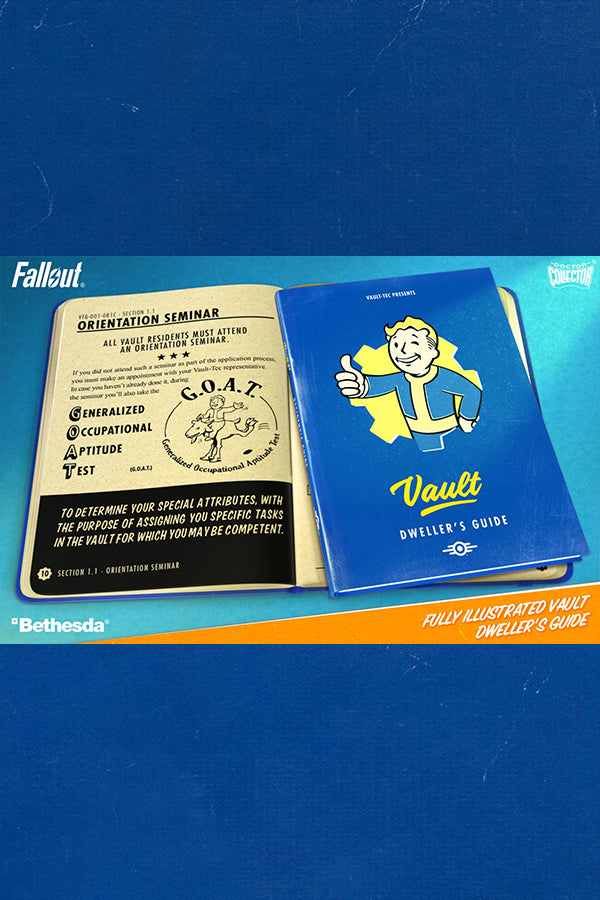 Fallout®
DOCTOR
COLLECTOR
VTG-001-081C - SECTION 1.1
ORIENTATION SEMINAR
ALL VAULT RESIDENTS MUST ATTEND
AN ORIENTATION SEMINAR.
If you did not attend such a seminar as part of the application process,
you must make an appointment with your Vault-Tec representative.
In case you haven't already done it, during
the seminar you'll also take the
GENERALIZED
OCCUPATIONAL
APTITUDE
TEST
(G.O.A.T.)
G.O.A.T.
Generalized Occupational Aptitude Test
TO DETERMINE YOUR SPECIAL ATTRIBUTES, WITH
THE PURPOSE OF ASSIGNING YOU SPECIFIC TASKS
IN THE VAULT FOR WHICH YOU MAY BE COMPETENT.
10 SECTION 1.1 - ORIENTATION SEMINAR
VAULT-TEC PRESENTS
Vault
DWELLER'S GUIDE
Bethesda®
FULLY ILLUSTRATED VAULT
DWELLER'S GUIDE